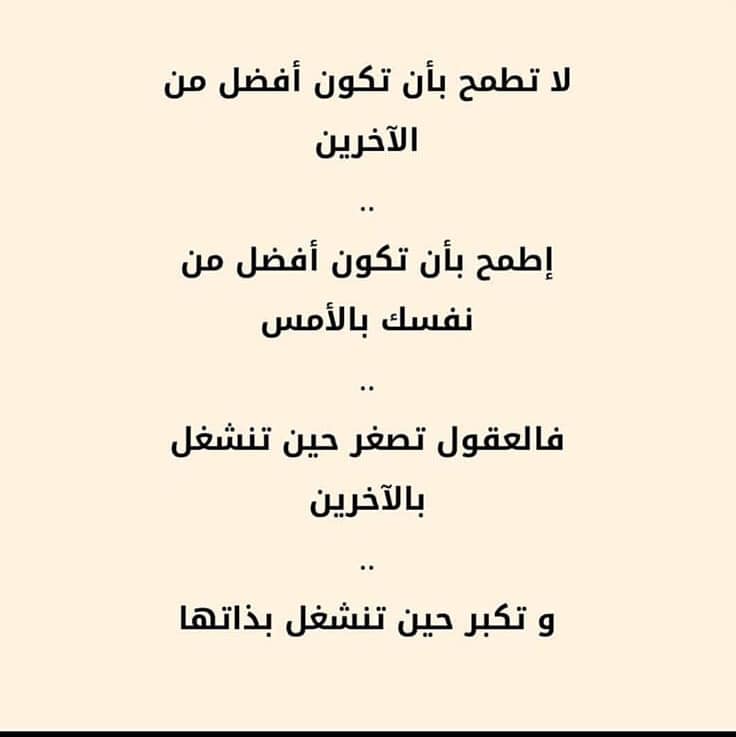 لا تطمح بأن تكون أفضل من
الآخرين
..
إطمح بأن تكون أفضل من
نفسك بالأمس
..
فالعقول تصغر حين تنشغل
بالآخرين
..
و تكبر حين تنشغل بذاتها